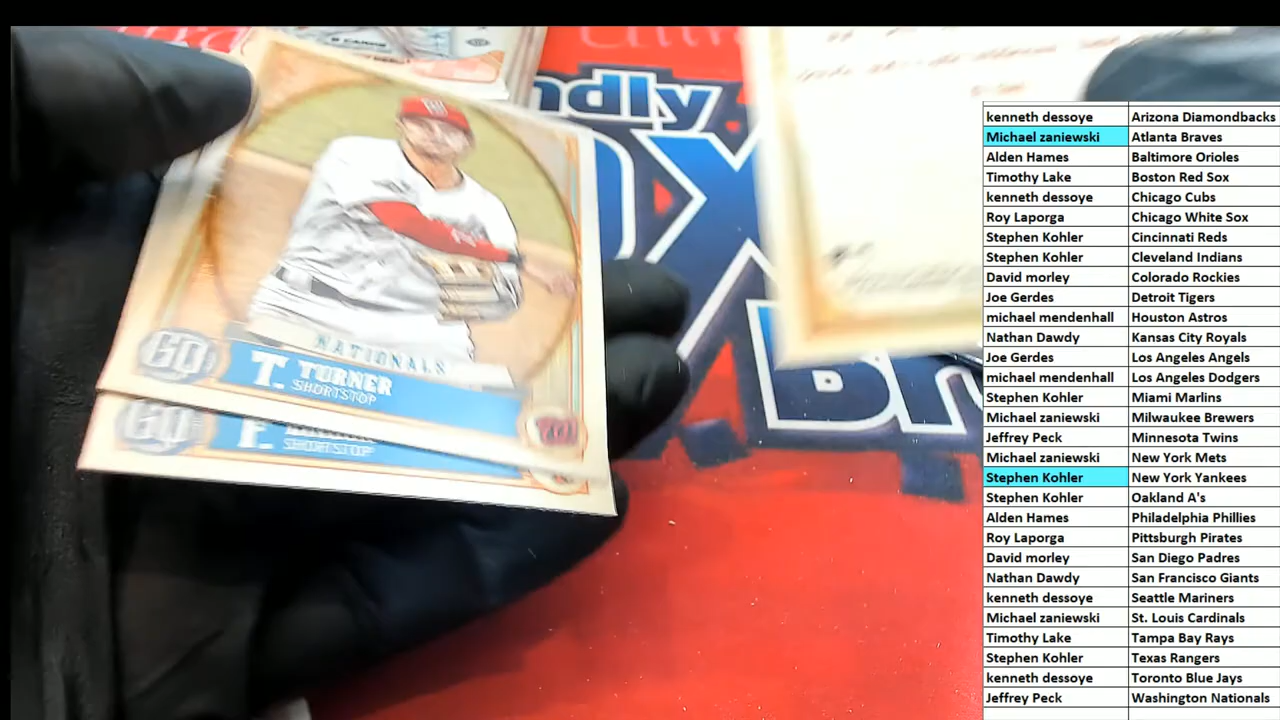 ndly
X
BR
NATIONALS
T. TURNER
SHORTSTOP
GQ
GQ
SHORTSTOP
kenneth dessoye Arizona Diamondbacks
Michael zaniewski Atlanta Braves
Alden Hames Baltimore Orioles
Timothy Lake Boston Red Sox
kenneth dessoye Chicago Cubs
Roy Laporga Chicago White Sox
Stephen Kohler Cincinnati Reds
Stephen Kohler Cleveland Indians
David morley Colorado Rockies
Joe Gerdes Detroit Tigers
michael mendenhall Houston Astros
Nathan Dawdy Kansas City Royals
Joe Gerdes Los Angeles Angels
michael mendenhall Los Angeles Dodgers
Stephen Kohler Miami Marlins
Michael zaniewski Milwaukee Brewers
Jeffrey Peck Minnesota Twins
Michael zaniewski New York Mets
Stephen Kohler New York Yankees
Stephen Kohler Oakland A's
Alden Hames Philadelphia Phillies
Roy Laporga Pittsburgh Pirates
David morley San Diego Padres
Nathan Dawdy San Francisco Giants
kenneth dessoye Seattle Mariners
Michael zaniewski St. Louis Cardinals
Timothy Lake Tampa Bay Rays
Stephen Kohler Texas Rangers
kenneth dessoye Toronto Blue Jays
Jeffrey Peck Washington Nationals